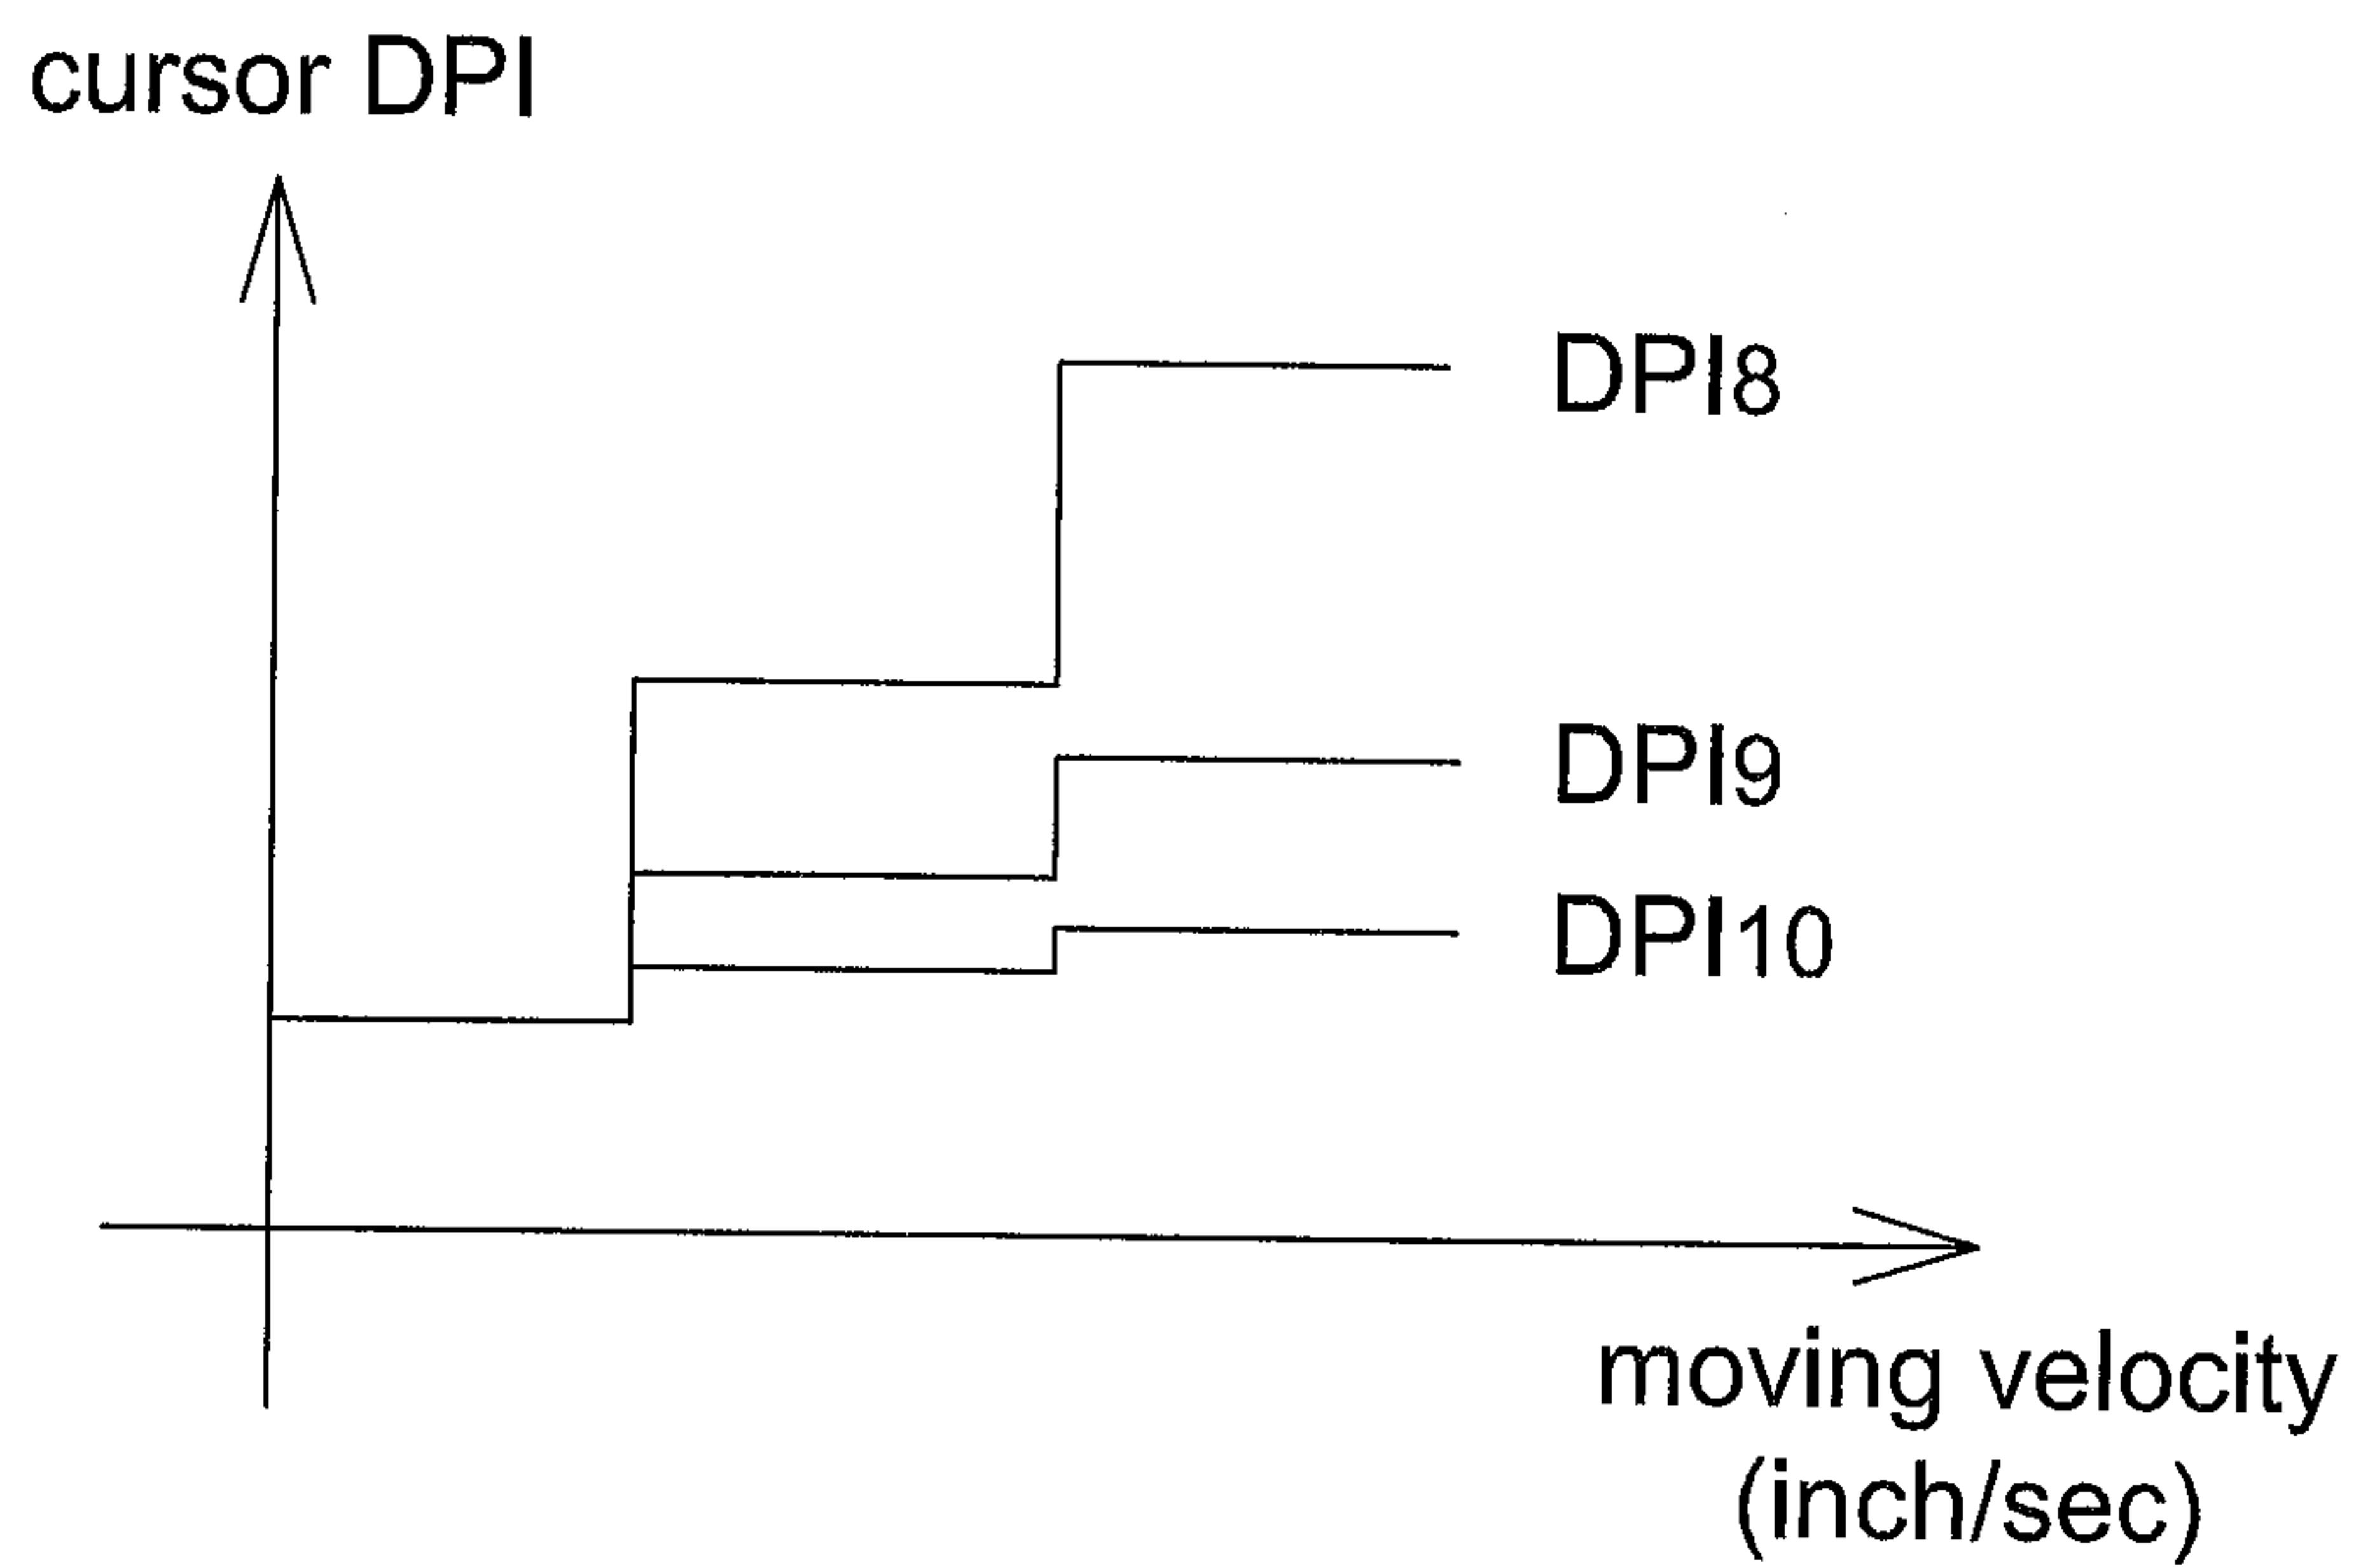 cursor DPI
DPI8
DPI9
DPI10
moving velocity
(inch/sec)